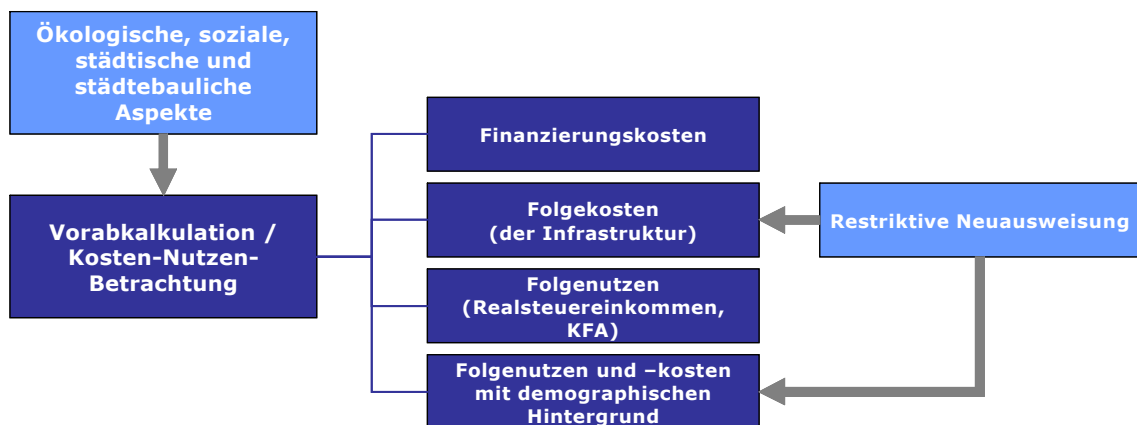 Ökologische, soziale,
städtische und
städtebauliche
Aspekte
Vorabkalkulation /
Kosten-Nutzen-
Betrachtung
Finanzierungskosten
Folgekosten
(der Infrastruktur)
Folgenutzen
(Realsteuereinkommen,
KFA)
Folgenutzen und –kosten
mit demographischen
Hintergrund
Restriktive Neuausweisung